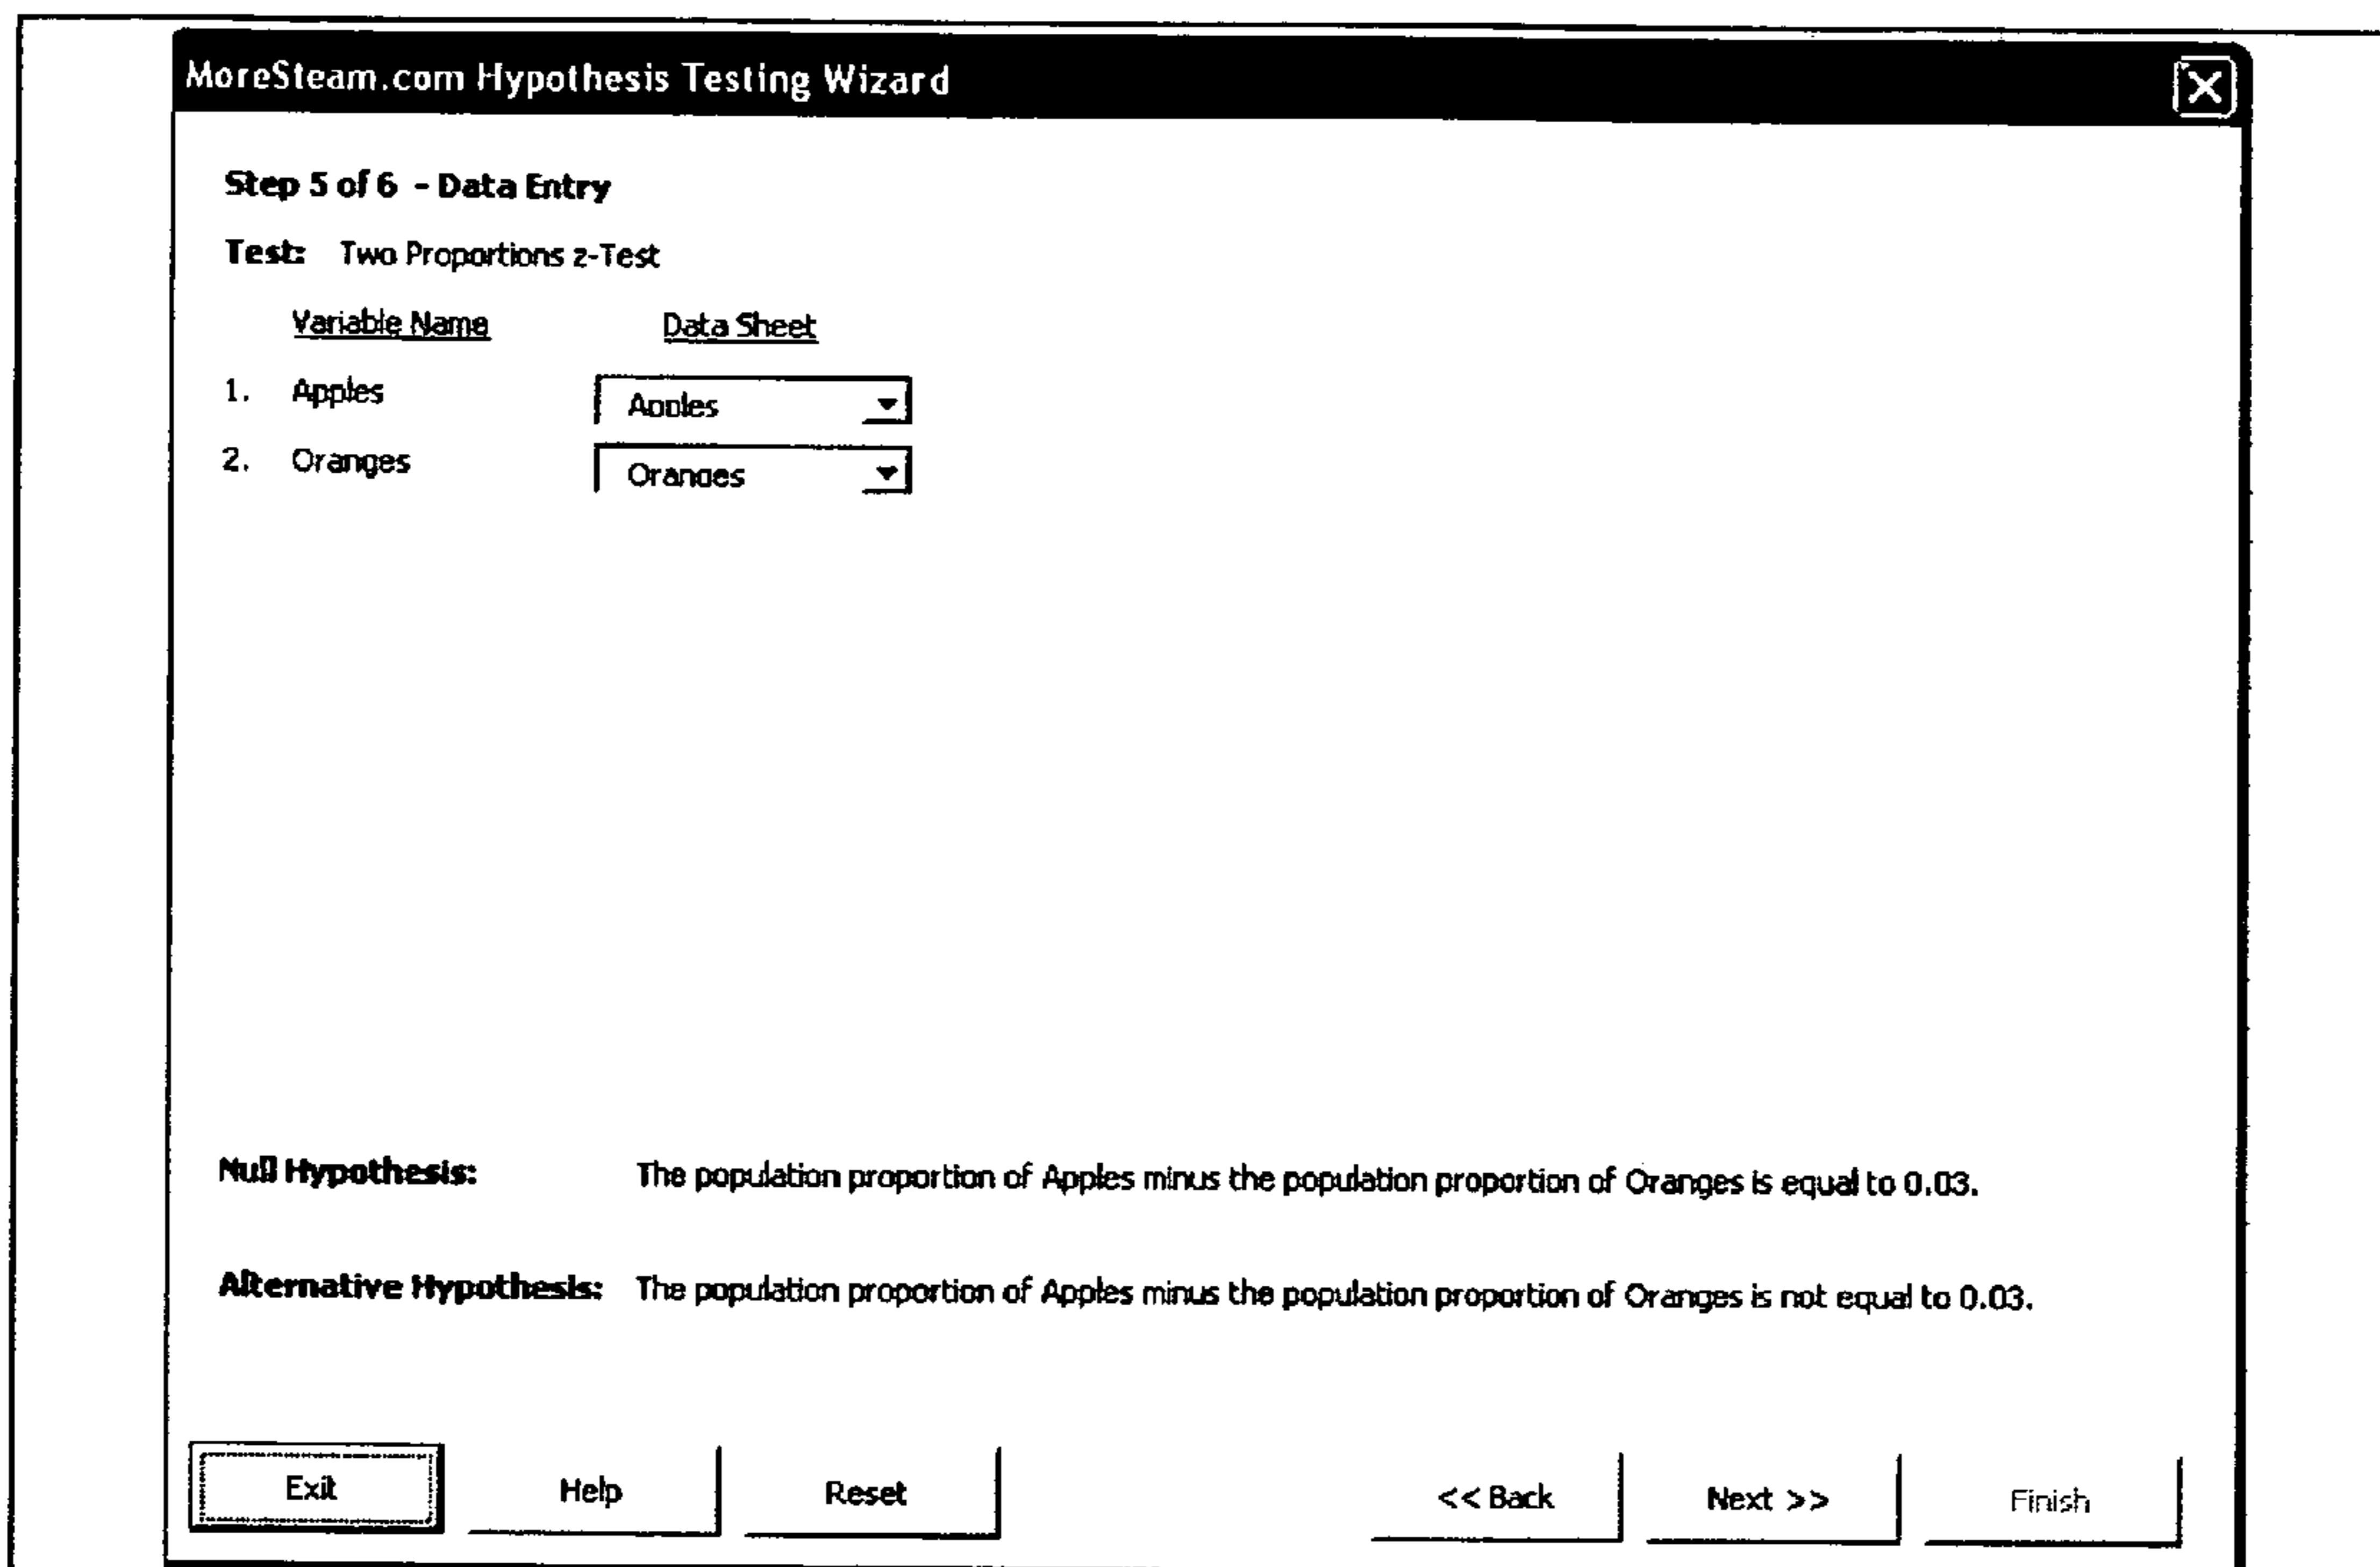 MoreSteam.com Hypothesis Testing Wizard
Step 5 of 6 - Data Entry
Test: Two Proportions z-Test
Variable Name Data Sheet
1. Apples Apples
2. Oranges Oranges
Null Hypothesis: The population proportion of Apples minus the population proportion of Oranges is equal to 0.03.
Alternative Hypothesis: The population proportion of Apples minus the population proportion of Oranges is not equal to 0.03.
Exit Help Reset << Back Next >> Finish